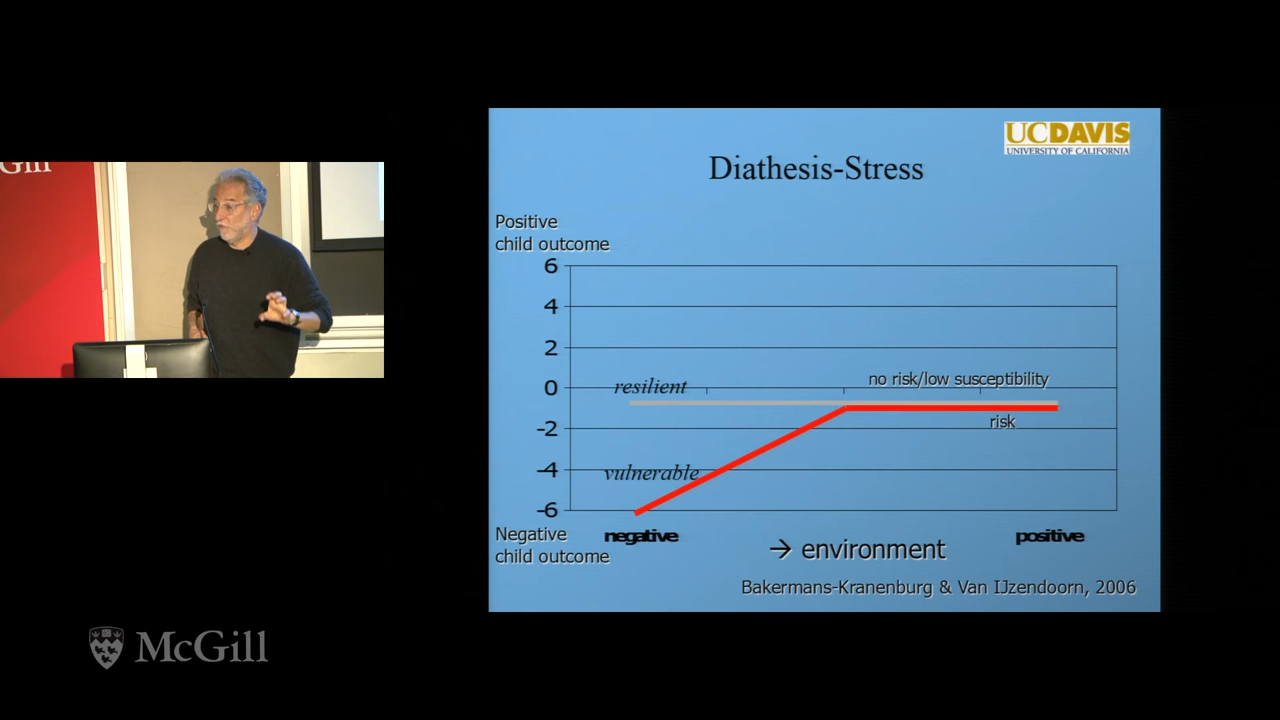 Gill
UCDAVIS
UNIVERSITY OF CALIFORNIA
Diathesis-Stress
Positive
child outcome
6
4
2
0
-2
-4
-6
resilient
no risk/low susceptibility
risk
vulnerable
Negative
child outcome
negative
positive
→ environment
Bakermans-Kranenburg & Van IJzendoorn, 2006
McGill